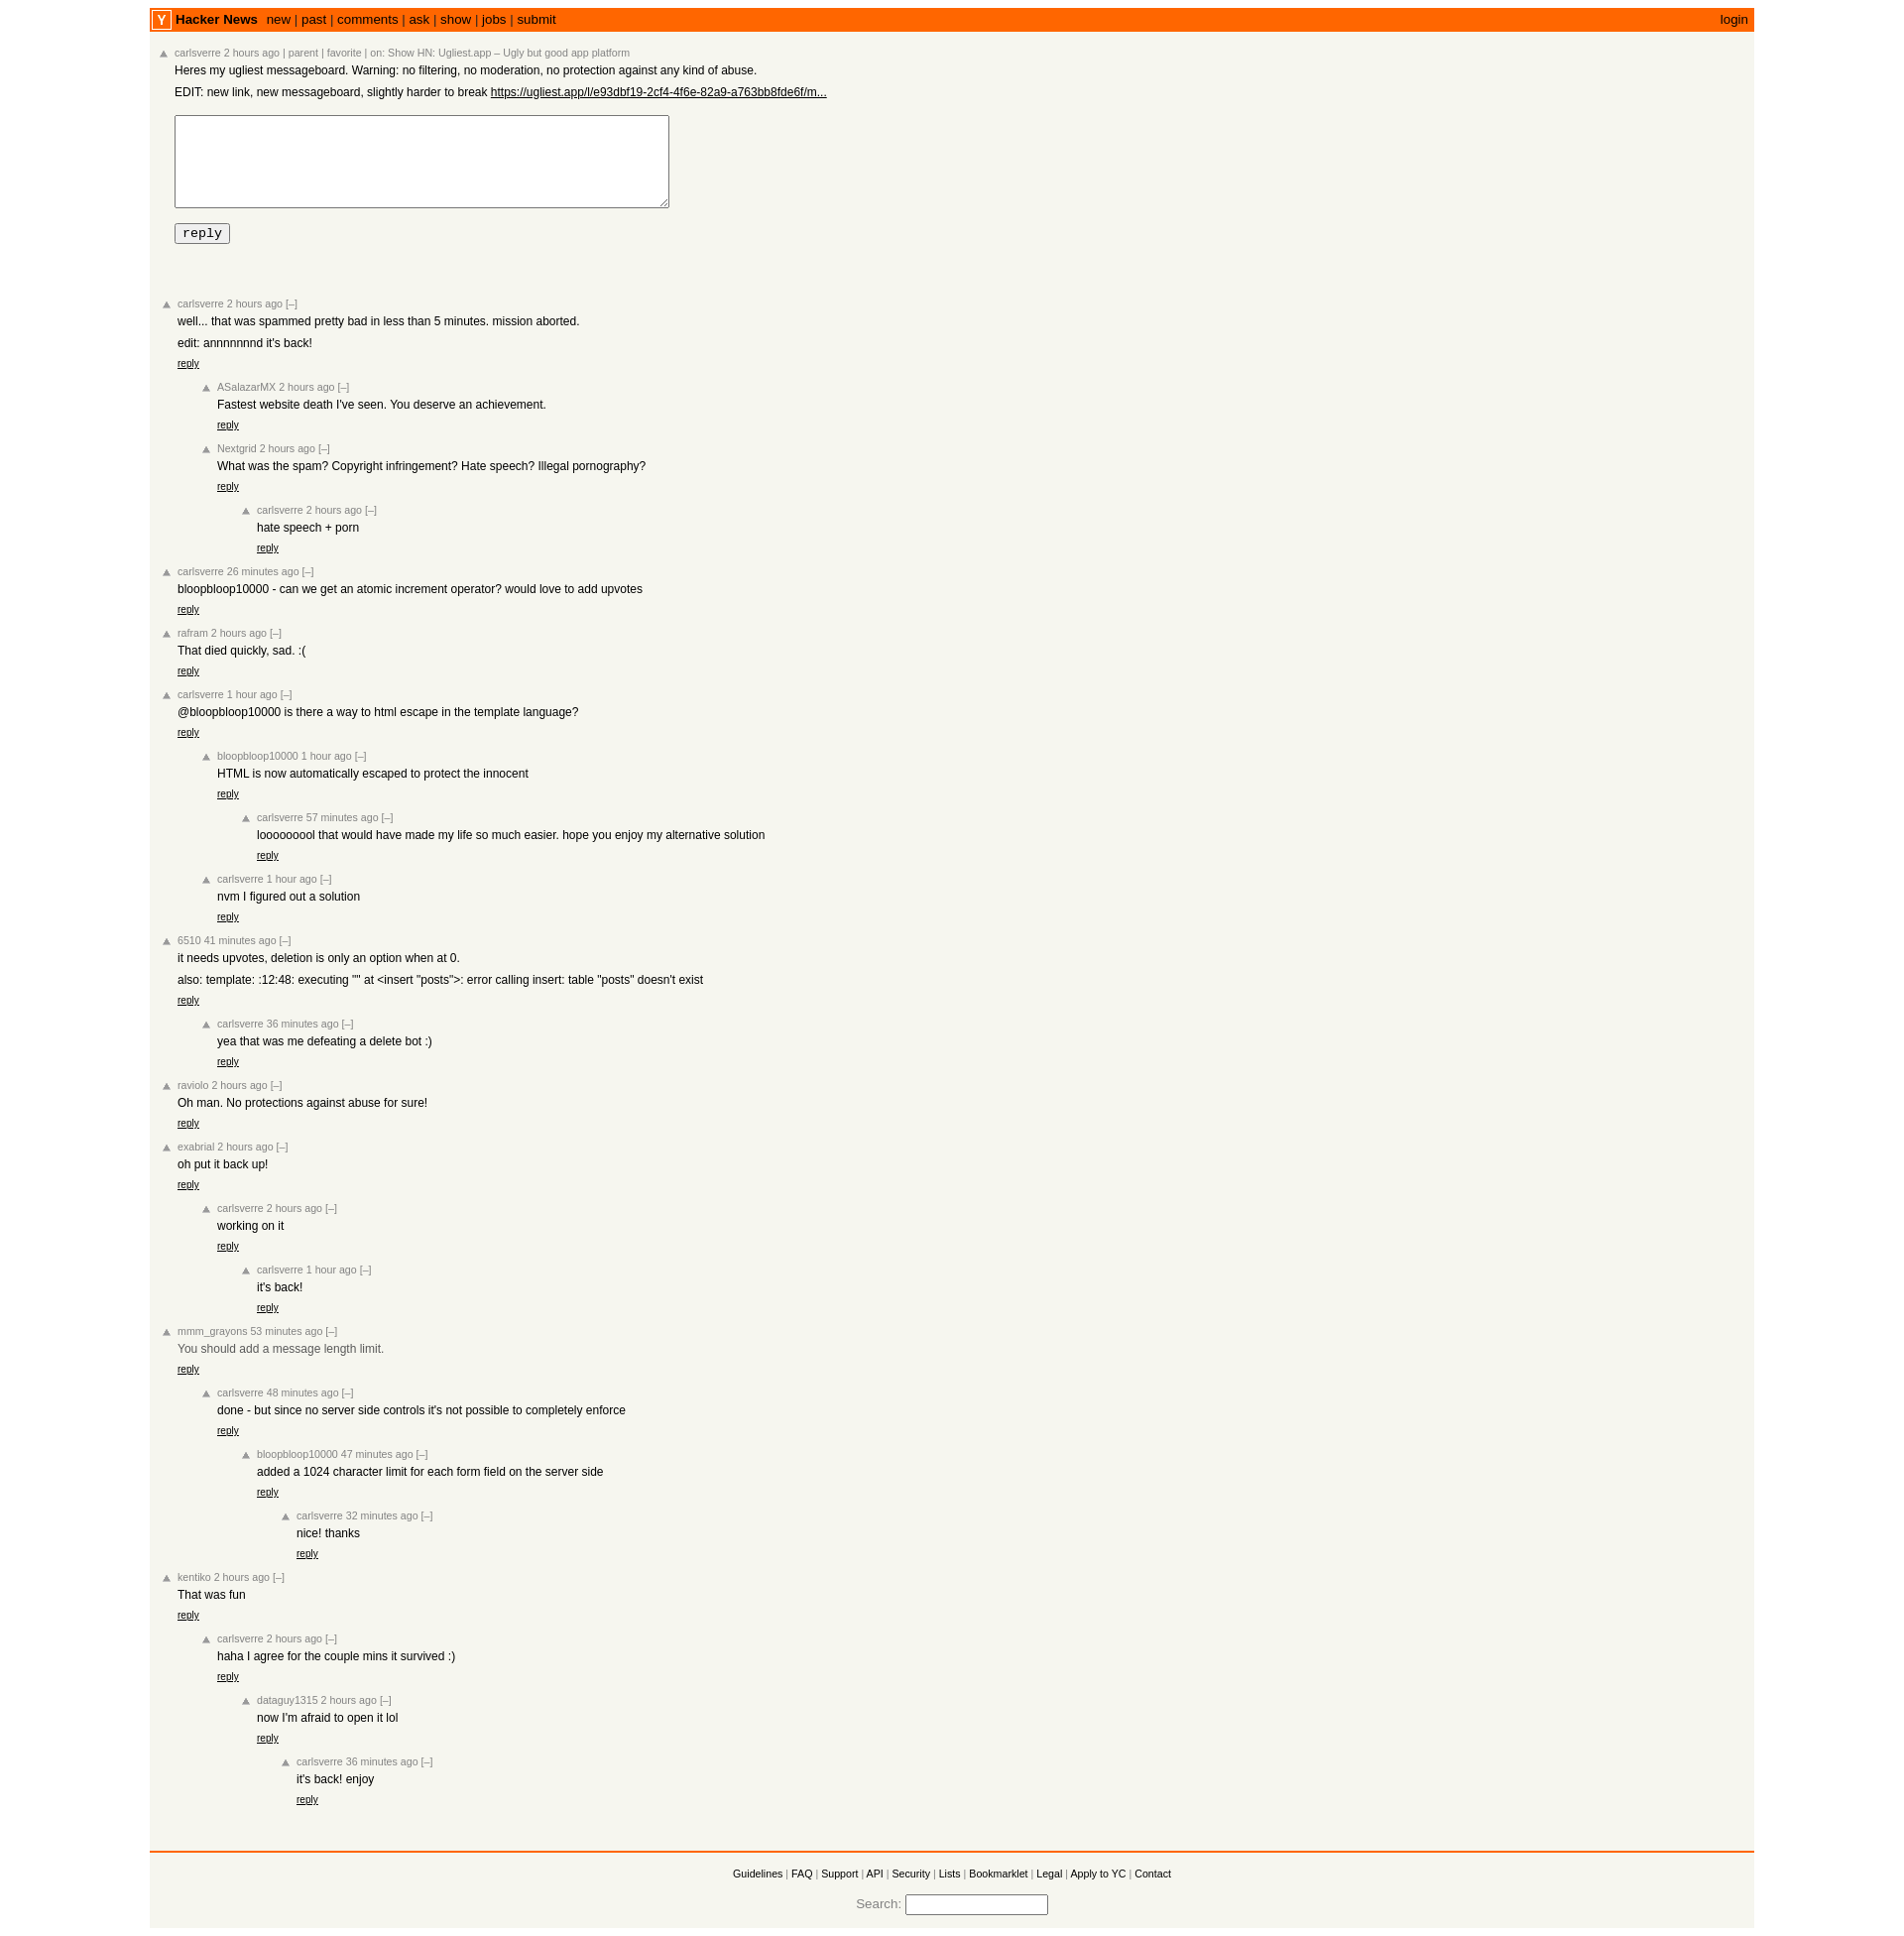 Y Hacker News new | past | comments | ask | show | jobs | submit login
carlsverre 2 hours ago | parent | favorite | on: Show HN: Ugliest.app – Ugly but good app platform
Heres my ugliest messageboard. Warning: no filtering, no moderation, no protection against any kind of abuse.
EDIT: new link, new messageboard, slightly harder to break https://ugliest.app/l/e93dbf19-2cf4-4f6e-82a9-a763bb8fde6f/m...
reply
carlsverre 2 hours ago [–]
well... that was spammed pretty bad in less than 5 minutes. mission aborted.
edit: annnnnnnd it's back!
reply
ASalazarMX 2 hours ago [–]
Fastest website death I've seen. You deserve an achievement.
reply
Nextgrid 2 hours ago [–]
What was the spam? Copyright infringement? Hate speech? Illegal pornography?
reply
carlsverre 2 hours ago [–]
hate speech + porn
reply
carlsverre 26 minutes ago [–]
bloopbloop10000 - can we get an atomic increment operator? would love to add upvotes
reply
rafram 2 hours ago [–]
That died quickly, sad. :(
reply
carlsverre 1 hour ago [–]
@bloopbloop10000 is there a way to html escape in the template language?
reply
bloopbloop10000 1 hour ago [–]
HTML is now automatically escaped to protect the innocent
reply
carlsverre 57 minutes ago [–]
looooooool that would have made my life so much easier. hope you enjoy my alternative solution
reply
carlsverre 1 hour ago [–]
nvm I figured out a solution
reply
6510 41 minutes ago [–]
it needs upvotes, deletion is only an option when at 0.
also: template: :12:48: executing "" at <insert "posts">: error calling insert: table "posts" doesn't exist
reply
carlsverre 36 minutes ago [–]
yea that was me defeating a delete bot :)
reply
raviolo 2 hours ago [–]
Oh man. No protections against abuse for sure!
reply
exabrial 2 hours ago [–]
oh put it back up!
reply
carlsverre 2 hours ago [–]
working on it
reply
carlsverre 1 hour ago [–]
it's back!
reply
mmm_grayons 53 minutes ago [–]
You should add a message length limit.
reply
carlsverre 48 minutes ago [–]
done - but since no server side controls it's not possible to completely enforce
reply
bloopbloop10000 47 minutes ago [–]
added a 1024 character limit for each form field on the server side
reply
carlsverre 32 minutes ago [–]
nice! thanks
reply
kentiko 2 hours ago [–]
That was fun
reply
carlsverre 2 hours ago [–]
haha I agree for the couple mins it survived :)
reply
dataguy1315 2 hours ago [–]
now I'm afraid to open it lol
reply
carlsverre 36 minutes ago [–]
it's back! enjoy
reply
Guidelines | FAQ | Support | API | Security | Lists | Bookmarklet | Legal | Apply to YC | Contact
Search: